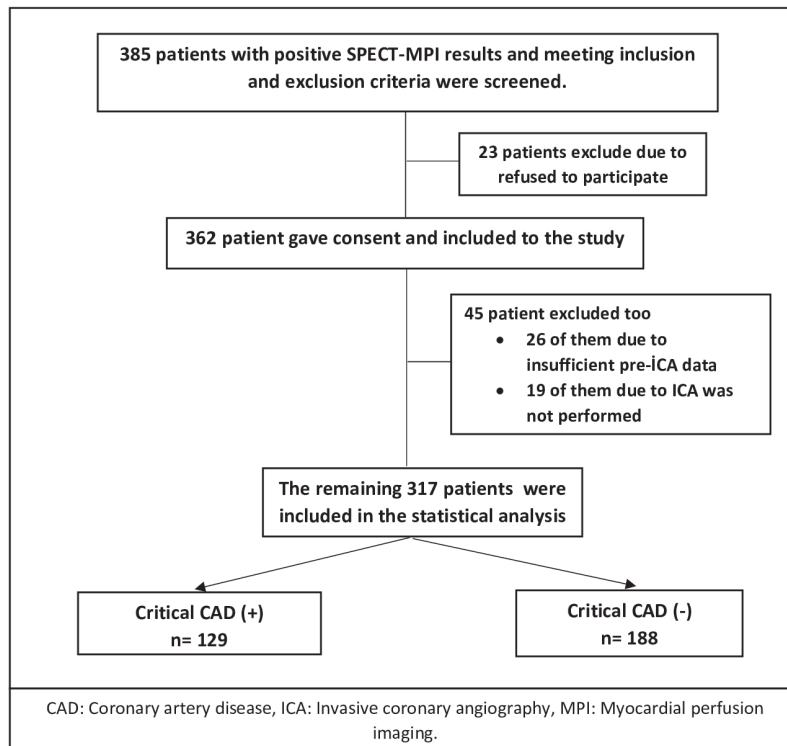 385 patients with positive SPECT-MPI results and meeting inclusion
and exclusion criteria were screened.
23 patients exclude due to
refused to participate
362 patient gave consent and included to the study
45 patient excluded too
• 26 of them due to
insufficient pre-İCA data
• 19 of them due to ICA was
not performed
The remaining 317 patients were
included in the statistical analysis
Critical CAD (+)
n= 129
Critical CAD (-)
n= 188
CAD: Coronary artery disease, ICA: Invasive coronary angiography, MPI: Myocardial perfusion
imaging.